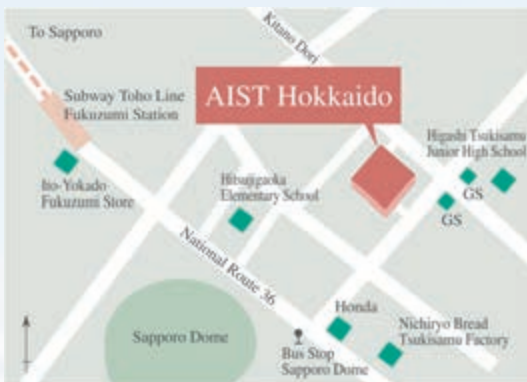 To Sapporo
Kitano Dori
Subway Toho Line
Fukuzumi Station
AIST Hokkaido
Higashi Tsukisamu
Junior High School
Ito-Yokado
Fukuzumi Store
Hitsujigaoka
Elementary School
GS
GS
National Route 36
Sapporo Dome
Honda
Bus Stop
Sapporo Dome
Nichiryo Bread
Tsukisamu Factory